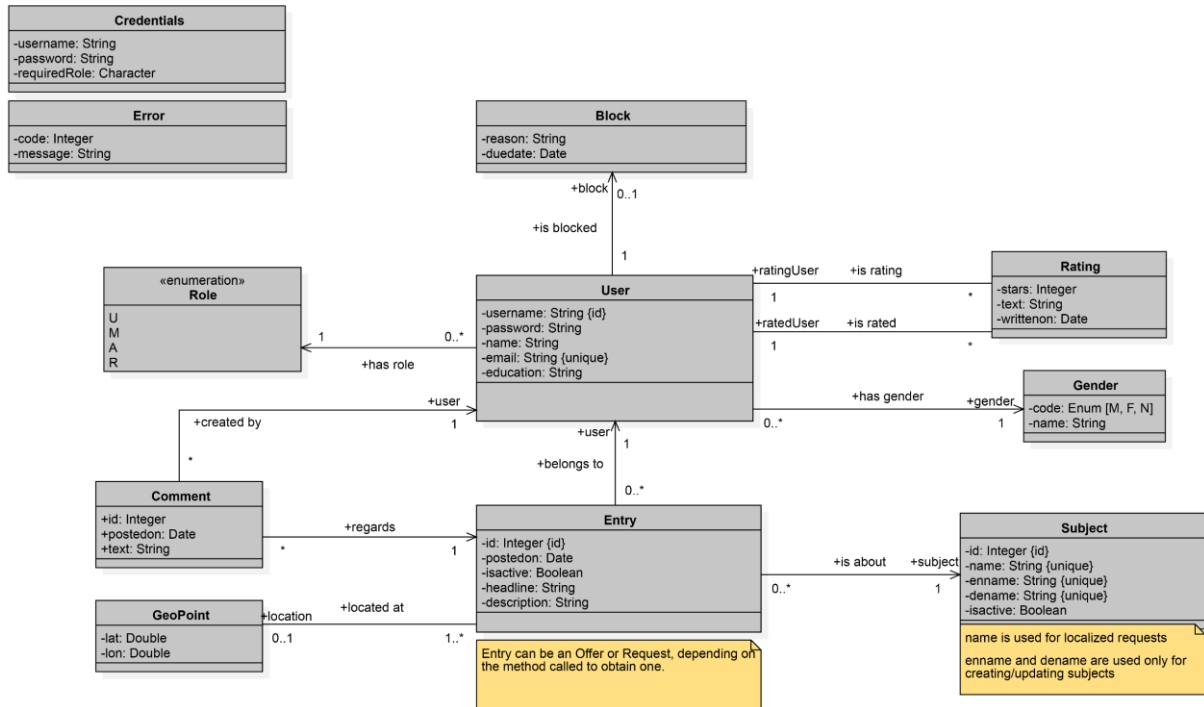 Credentials
-username: String
-password: String
-requiredRole: Character
Error
-code: Integer
-message: String
Block
-reason: String
-duedate: Date
+block
0..1
+is blocked
1
«enumeration»
Role
U
M
A
R
1
0..*
+has role
User
-username: String {id}
-password: String
-name: String
-email: String {unique}
-education: String
+ratingUser
+is rating
1
*
+ratedUser
+is rated
1
*
Rating
-stars: Integer
-text: String
-writtenon: Date
+has gender
+gender
0..*
1
Gender
-code: Enum [M, F, N]
-name: String
+user
+created by
1
*
+user
1
+belongs to
0..*
Comment
+id: Integer
+postedon: Date
+text: String
+regards
*
1
Entry
-id: Integer {id}
-postedon: Date
-isactive: Boolean
-headline: String
-description: String
+is about
+subject
0..*
1
Subject
-id: Integer {id}
-name: String {unique}
-enname: String {unique}
-dename: String {unique}
-isactive: Boolean
GeoPoint
-lat: Double
-lon: Double
+location
+located at
0..1
1..*
Entry can be an Offer or Request, depending on
the method called to obtain one.
name is used for localized requests
enname and dename are used only for
creating/updating subjects